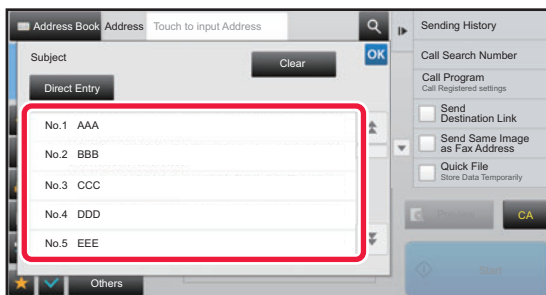 Address Book Address Touch to input Address
Subject
Clear
OK
Direct Entry
No.1 AAA
No.2 BBB
No.3 CCC
No.4 DDD
No.5 EEE
Others
Sending History
Call Search Number
Call Program
Call Registered settings
Send
Destination Link
Send Same Image
as Fax Address
Quick File
Store Data Temporarily
Preview
CA
Start